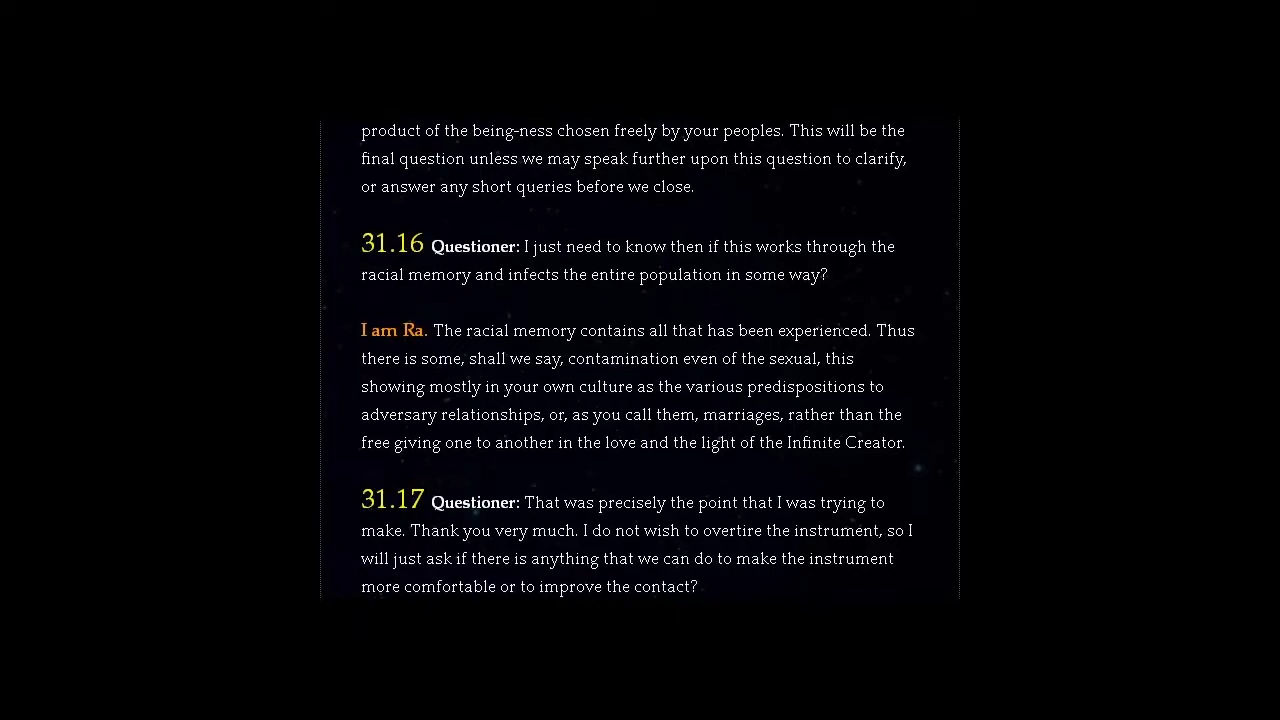 product of the being-ness chosen freely by your peoples. This will be the
final question unless we may speak further upon this question to clarify,
or answer any short queries before we close.
31.16 Questioner: I just need to know then if this works through the
racial memory and infects the entire population in some way?
I am Ra. The racial memory contains all that has been experienced. Thus
there is some, shall we say, contamination even of the sexual, this
showing mostly in your own culture as the various predispositions to
adversary relationships, or, as you call them, marriages, rather than the
free giving one to another in the love and the light of the Infinite Creator.
31.17 Questioner: That was precisely the point that I was trying to
make. Thank you very much. I do not wish to overtire the instrument, so I
will just ask if there is anything that we can do to make the instrument
more comfortable or to improve the contact?